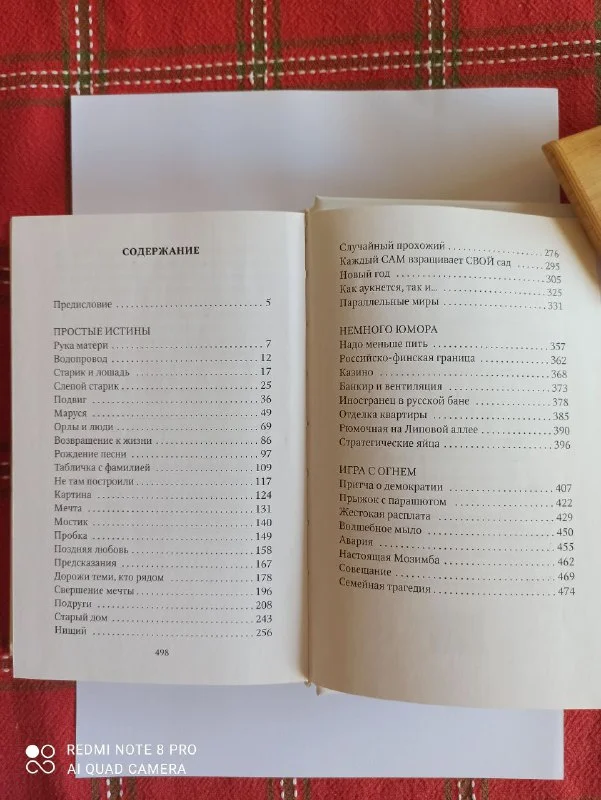 СОДЕРЖАНИЕ
Предисловие 5
ПРОСТЫЕ ИСТИНЫ
Рука матери 7
Водопровод 12
Старик и лошадь 17
Слепой старик 25
Подвиг 36
Маруся 49
Орлы и люди 69
Возвращение к жизни 86
Рождение песни 97
Табличка с фамилией 109
Не там построили 117
Картина 124
Мечта 131
Мостик 140
Пробка 149
Поздняя любовь 158
Предсказания 167
Дорожи теми, кто рядом 178
Свершение мечты 196
Подруги 208
Старый дом 243
Нищий 256
498
Случайный прохожий 276
Каждый САМ взращивает СВОЙ сад 295
Новый год 305
Как аукнется, так и... 325
Параллельные миры 331
НЕМНОГО ЮМОРА
Надо меньше пить 357
Российско-финская граница 362
Казино 368
Банкир и вентиляция 373
Иностранец в русской бане 378
Отделка квартиры 385
Рюмочная на Липовой аллее 390
Стратегические яйца 396
ИГРА С ОГНЕМ
Притча о демократии 407
Прыжок с парашютом 422
Жестокая расплата 429
Волшебное мыло 450
Авария 455
Настоящая Мозимба 462
Совещание 469
Семейная трагедия 474
REDMI NOTE 8 PRO
AI QUAD CAMERA